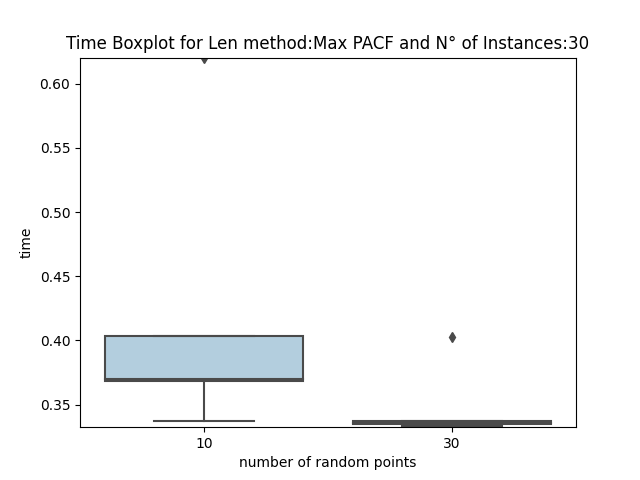 Time Boxplot for Len method:Max PACF and N° of Instances:30
0.60
0.55
0.50
0.45
0.40
0.35
time
10 30
number of random points